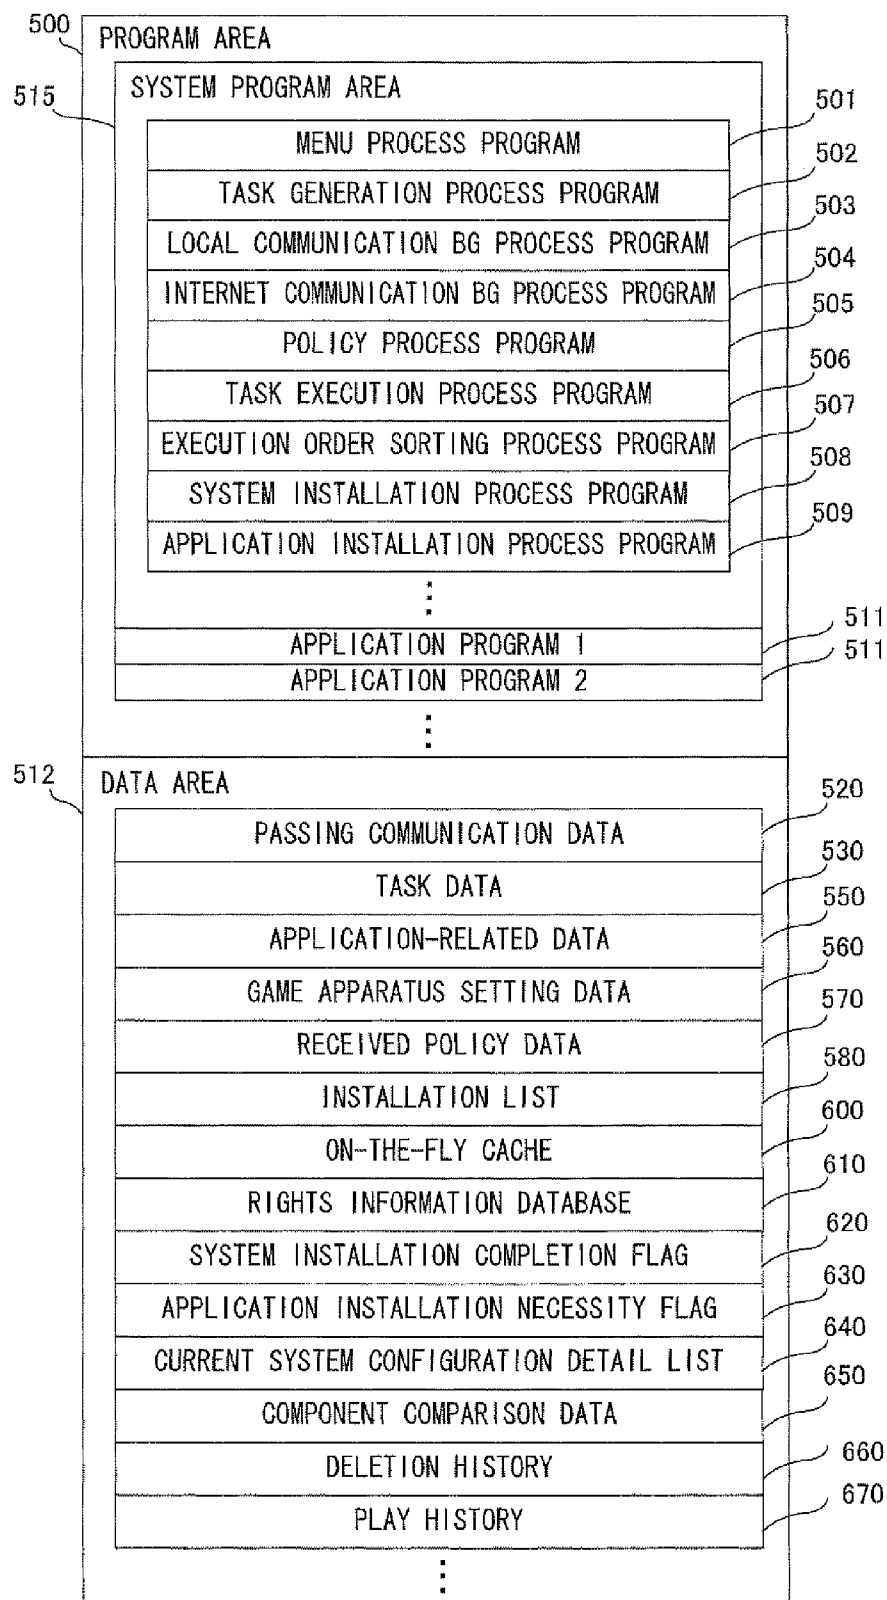 500
PROGRAM AREA
515
SYSTEM PROGRAM AREA
501
MENU PROCESS PROGRAM
502
TASK GENERATION PROCESS PROGRAM
503
LOCAL COMMUNICATION BG PROCESS PROGRAM
504
INTERNET COMMUNICATION BG PROCESS PROGRAM
505
POLICY PROCESS PROGRAM
506
TASK EXECUTION PROCESS PROGRAM
507
EXECUTION ORDER SORTING PROCESS PROGRAM
508
SYSTEM INSTALLATION PROCESS PROGRAM
509
APPLICATION INSTALLATION PROCESS PROGRAM
511
APPLICATION PROGRAM 1
511
APPLICATION PROGRAM 2
512
DATA AREA
520
PASSING COMMUNICATION DATA
530
TASK DATA
550
APPLICATION-RELATED DATA
560
GAME APPARATUS SETTING DATA
570
RECEIVED POLICY DATA
580
INSTALLATION LIST
600
ON-THE-FLY CACHE
610
RIGHTS INFORMATION DATABASE
620
SYSTEM INSTALLATION COMPLETION FLAG
630
APPLICATION INSTALLATION NECESSITY FLAG
640
CURRENT SYSTEM CONFIGURATION DETAIL LIST
650
COMPONENT COMPARISON DATA
660
DELETION HISTORY
670
PLAY HISTORY